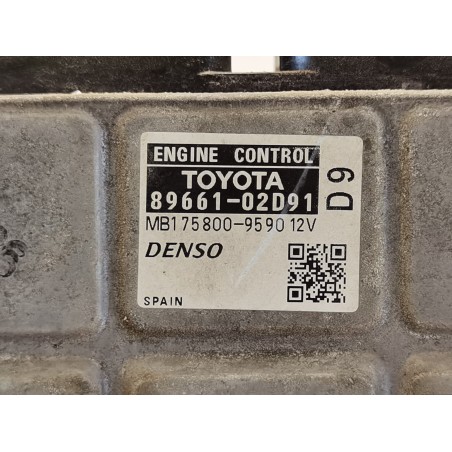 ENGINE CONTROL
TOYOTA
89661-02D91
D9
MB175800-9590 12V
DENSO
SPAIN